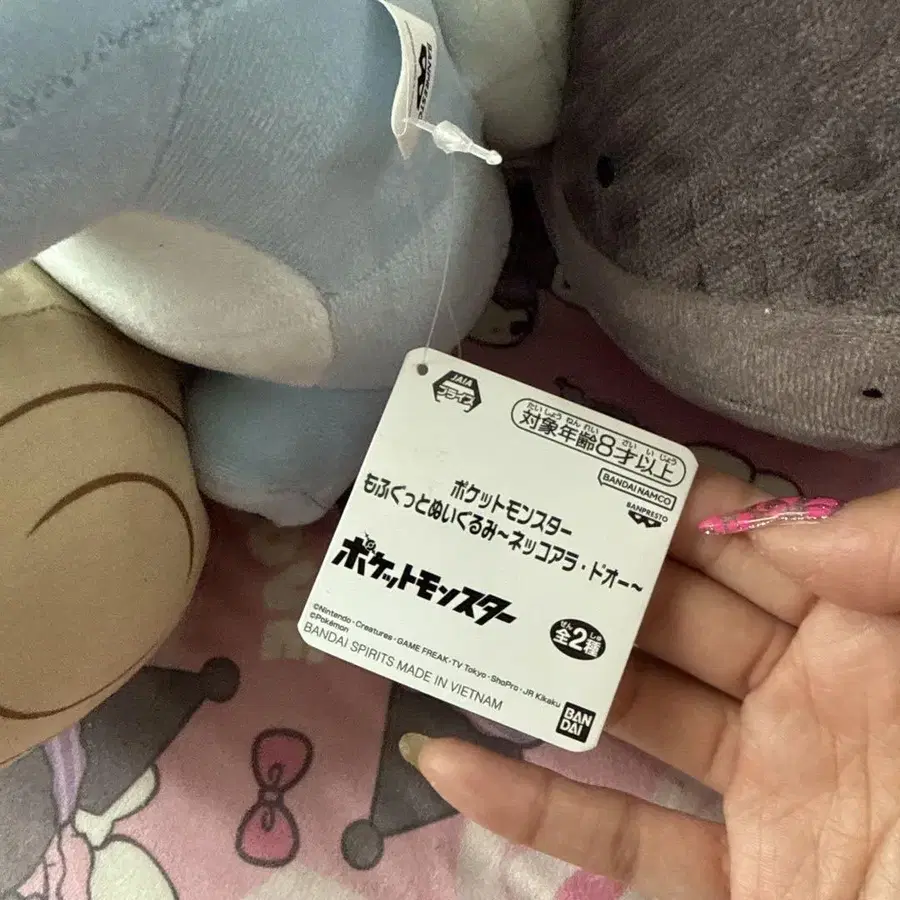 BANPRESTO
JAIA
プライズ
たいしょうねんれい さいいじょう
対象年齢8才以上
BANDAI NAMCO
BANPRESTO
ポケットモンスター
もふぐっとぬいぐるみ～ネッコアラ・ドオー～
ポケットモンスター
ぜん しゅ
全2種
©Nintendo・Creatures・GAME FREAK・TV Tokyo・ShoPro・JR Kikaku
©Pokémon
BANDAI SPIRITS MADE IN VIETNAM
BAN
DAI